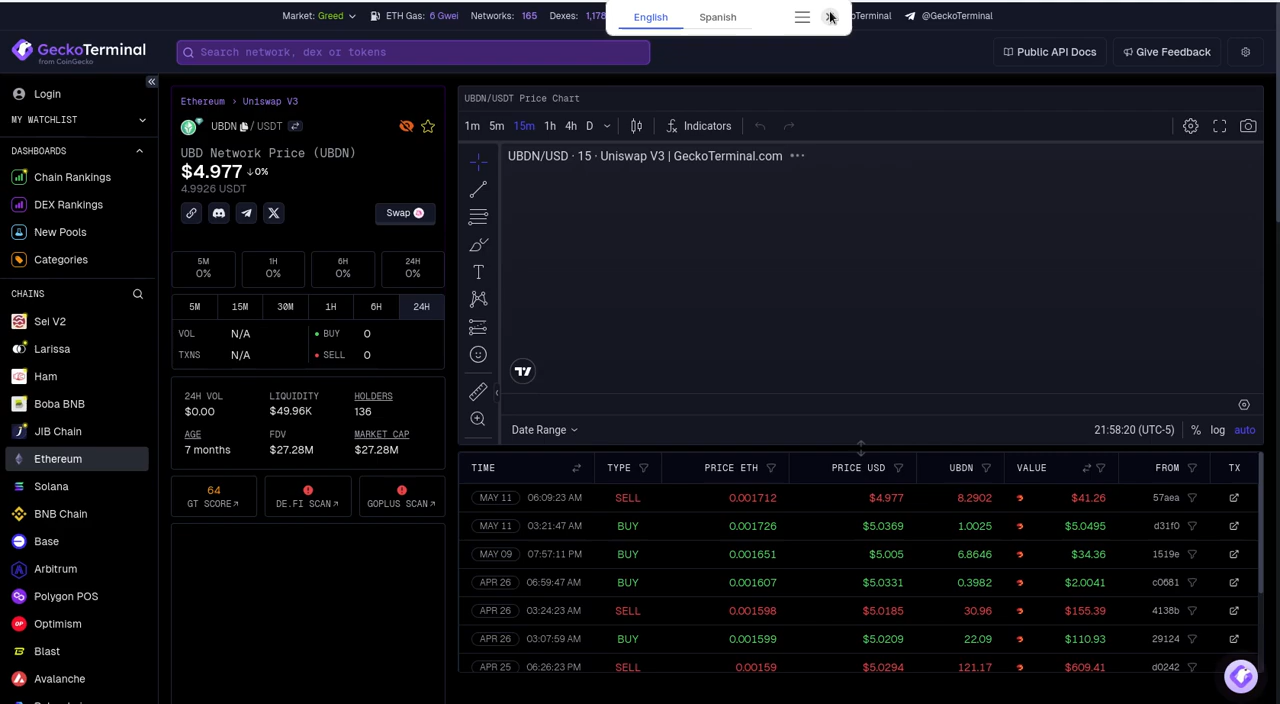 Market: Greed ETH Gas: 6 Gwei Networks: 165 Dexes: 1,178 English Spanish Terminal @GeckoTerminal
GeckoTerminal
from CoinGecko
Search network, dex or tokens
Public API Docs
Give Feedback
Login
MY WATCHLIST
DASHBOARDS
Chain Rankings
DEX Rankings
New Pools
Categories
CHAINS
Sei V2
Larissa
Ham
Boba BNB
JIB Chain
Ethereum
Solana
BNB Chain
Base
Arbitrum
Polygon POS
Optimism
Blast
Avalanche
Ethereum > Uniswap V3
UBDN / USDT
UBD Network Price (UBDN)
$4.977 ↓0%
4.9926 USDT
Swap
5M 1H 6H 24H
0% 0% 0% 0%
5M 15M 30M 1H 6H 24H
VOL N/A BUY 0
TXNS N/A SELL 0
24H VOL LIQUIDITY HOLDERS
$0.00 $49.96K 136
AGE FDV MARKET CAP
7 months $27.28M $27.28M
64
GT SCORE↗ DE.FI SCAN↗ GOPLUS SCAN↗
UBDN/USDT Price Chart
1m 5m 15m 1h 4h D Indicators
UBDN/USD · 15 · Uniswap V3 | GeckoTerminal.com
Date Range 21:58:20 (UTC-5) % log auto
TIME TYPE PRICE ETH PRICE USD UBDN VALUE FROM TX
MAY 11 06:09:23 AM SELL 0.001712 $4.977 8.2902 $41.26 57aea
MAY 11 03:21:47 AM BUY 0.001726 $5.0369 1.0025 $5.0495 d31f0
MAY 09 07:57:11 PM BUY 0.001651 $5.005 6.8646 $34.36 1519e
APR 26 06:59:47 AM BUY 0.001607 $5.0331 0.3982 $2.0041 c0681
APR 26 03:24:23 AM SELL 0.001598 $5.0185 30.96 $155.39 4138b
APR 26 03:07:59 AM BUY 0.001599 $5.0209 22.09 $110.93 29124
APR 25 06:26:23 PM SELL 0.00159 $5.0294 121.17 $609.41 d0242